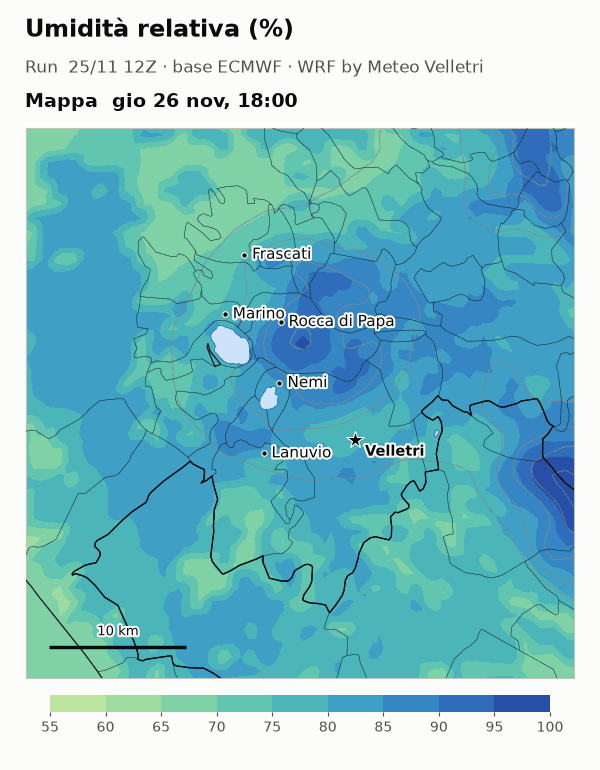 Umidità relativa (%)
Run  25/11 12Z · base ECMWF · WRF by Meteo Velletri
Mappa  gio 26 nov, 18:00
Frascati
Marino
Rocca di Papa
Nemi
Velletri
Lanuvio
10 km
55 60 65 70 75 80 85 90 95 100